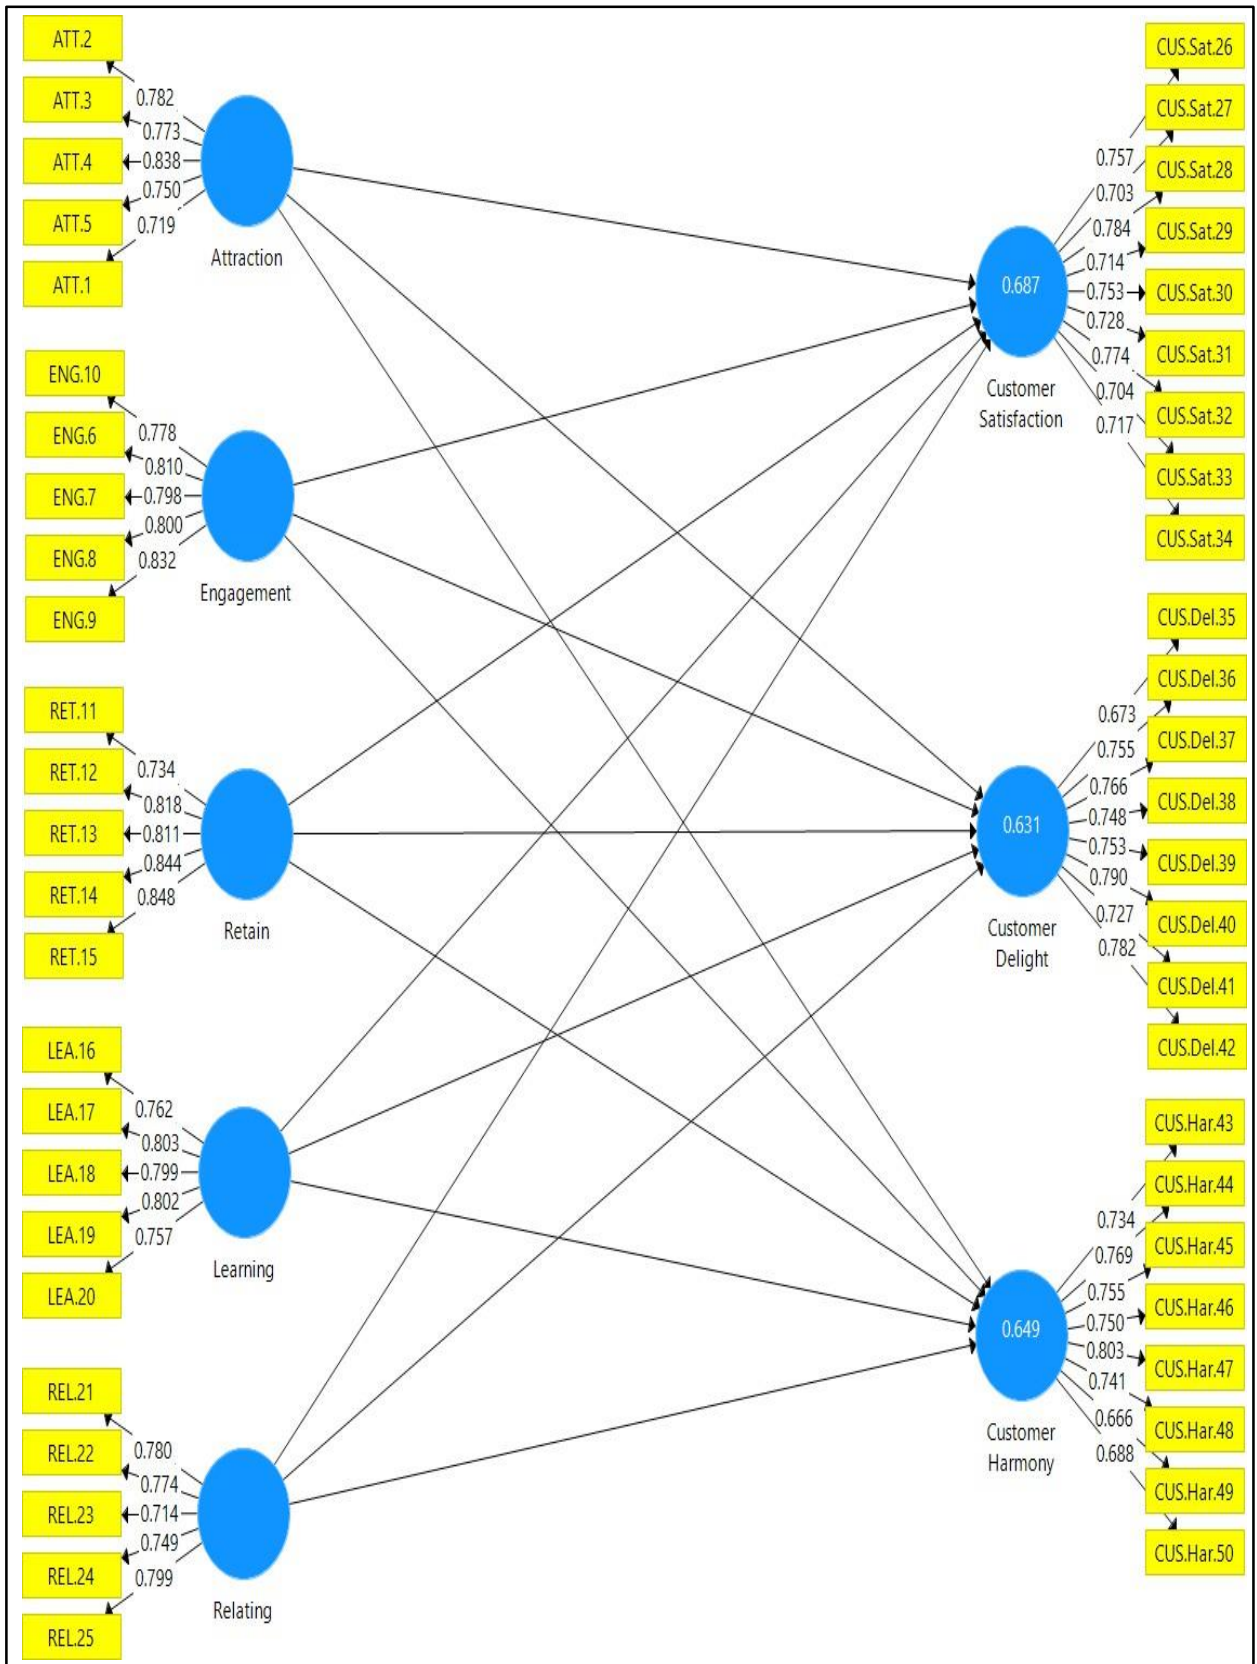 ATT.2
0.782
ATT.3
0.773
ATT.4
0.838
ATT.5
0.750
0.719
ATT.1
Attraction
ENG.10
0.778
ENG.6
0.810
ENG.7
0.798
ENG.8
0.800
0.832
ENG.9
Engagement
RET.11
0.734
RET.12
0.818
RET.13
0.811
RET.14
0.844
0.848
RET.15
Retain
LEA.16
0.762
LEA.17
0.803
LEA.18
0.799
LEA.19
0.802
0.757
LEA.20
Learning
REL.21
0.780
REL.22
0.774
REL.23
0.714
REL.24
0.749
0.799
REL.25
Relating
0.687
Customer
Satisfaction
CUS.Sat.26
0.757
CUS.Sat.27
0.703
CUS.Sat.28
0.784
CUS.Sat.29
0.714
CUS.Sat.30
0.753
CUS.Sat.31
0.728
CUS.Sat.32
0.774
CUS.Sat.33
0.704
CUS.Sat.34
0.717
0.631
Customer
Delight
CUS.Del.35
0.673
CUS.Del.36
0.755
CUS.Del.37
0.766
CUS.Del.38
0.748
CUS.Del.39
0.753
CUS.Del.40
0.790
CUS.Del.41
0.727
CUS.Del.42
0.782
0.649
Customer
Harmony
CUS.Har.43
0.734
CUS.Har.44
0.769
CUS.Har.45
0.755
CUS.Har.46
0.750
CUS.Har.47
0.803
CUS.Har.48
0.741
CUS.Har.49
0.666
CUS.Har.50
0.688